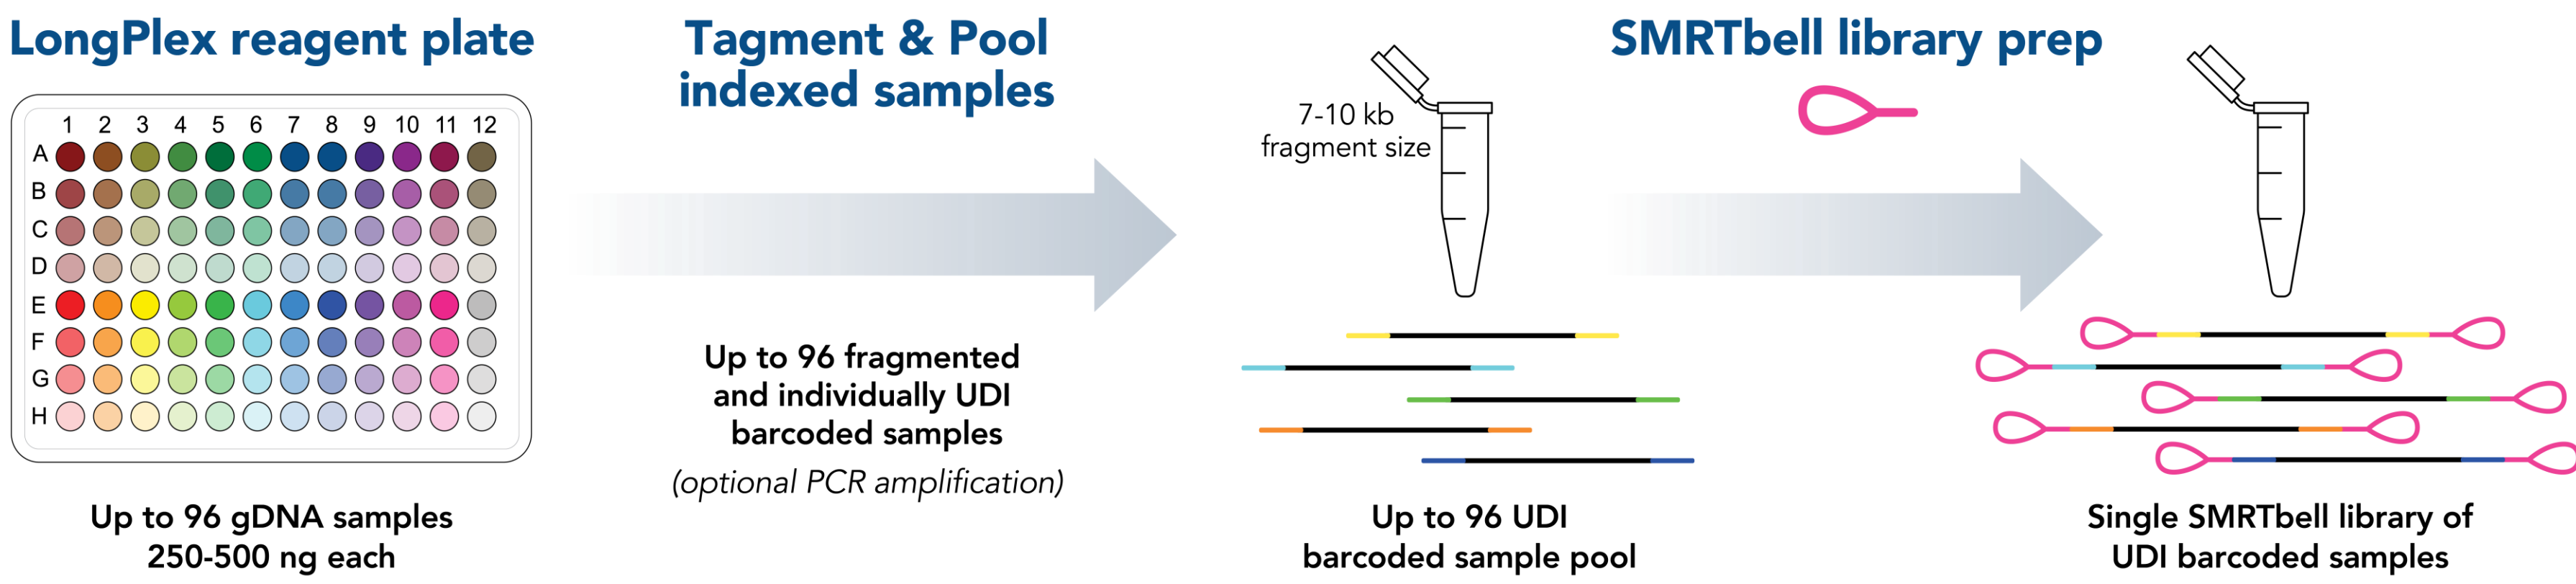 LongPlex reagent plate
1 2 3 4 5 6 7 8 9 10 11 12
A
B
C
D
E
F
G
H
Up to 96 gDNA samples
250-500 ng each
Tagment & Pool
indexed samples
Up to 96 fragmented
and individually UDI
barcoded samples
(optional PCR amplification)
7-10 kb
fragment size
Up to 96 UDI
barcoded sample pool
SMRTbell library prep
Single SMRTbell library of
UDI barcoded samples